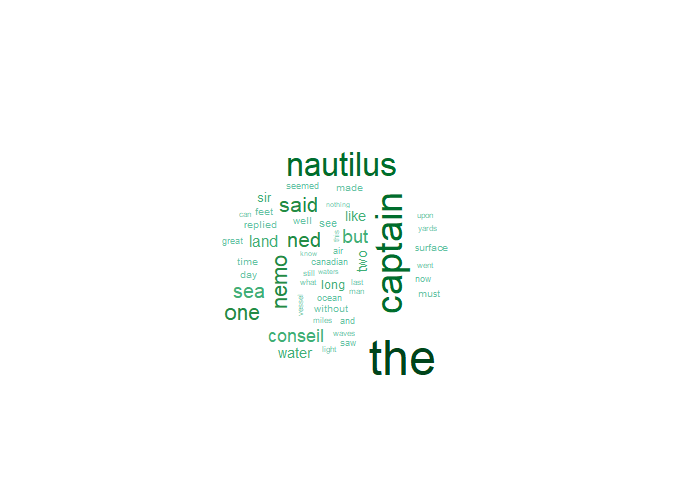 nautilus
seemed made
sir said nothing
can feet like upon
replied well see yards
great land ned this but surface
know air
time canadian two went
day nemo still waters captain
what long last now
sea man must
vessel ocean
one without
miles and
conseil waves
saw
water light
the